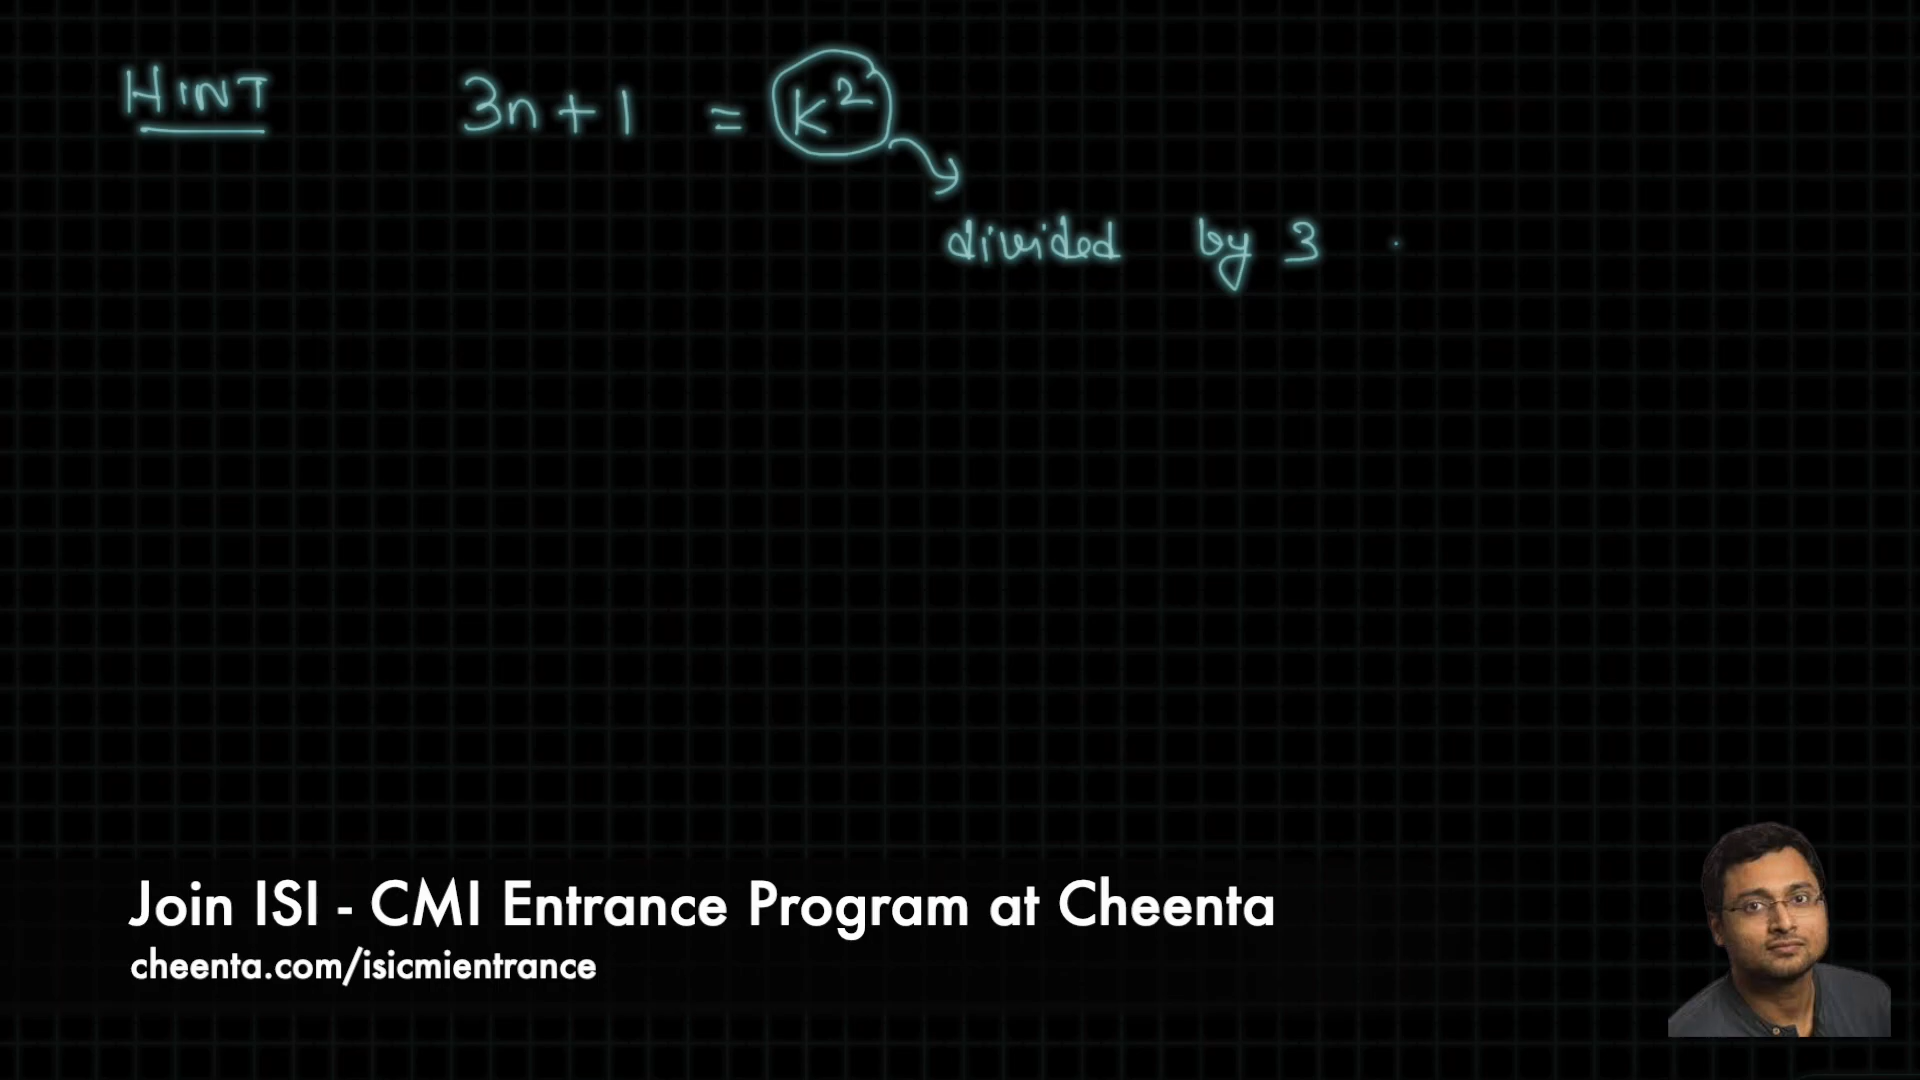 HINT 3n + 1 = k²
divided by 3
Join ISI - CMI Entrance Program at Cheenta
cheenta.com/isicmientrance